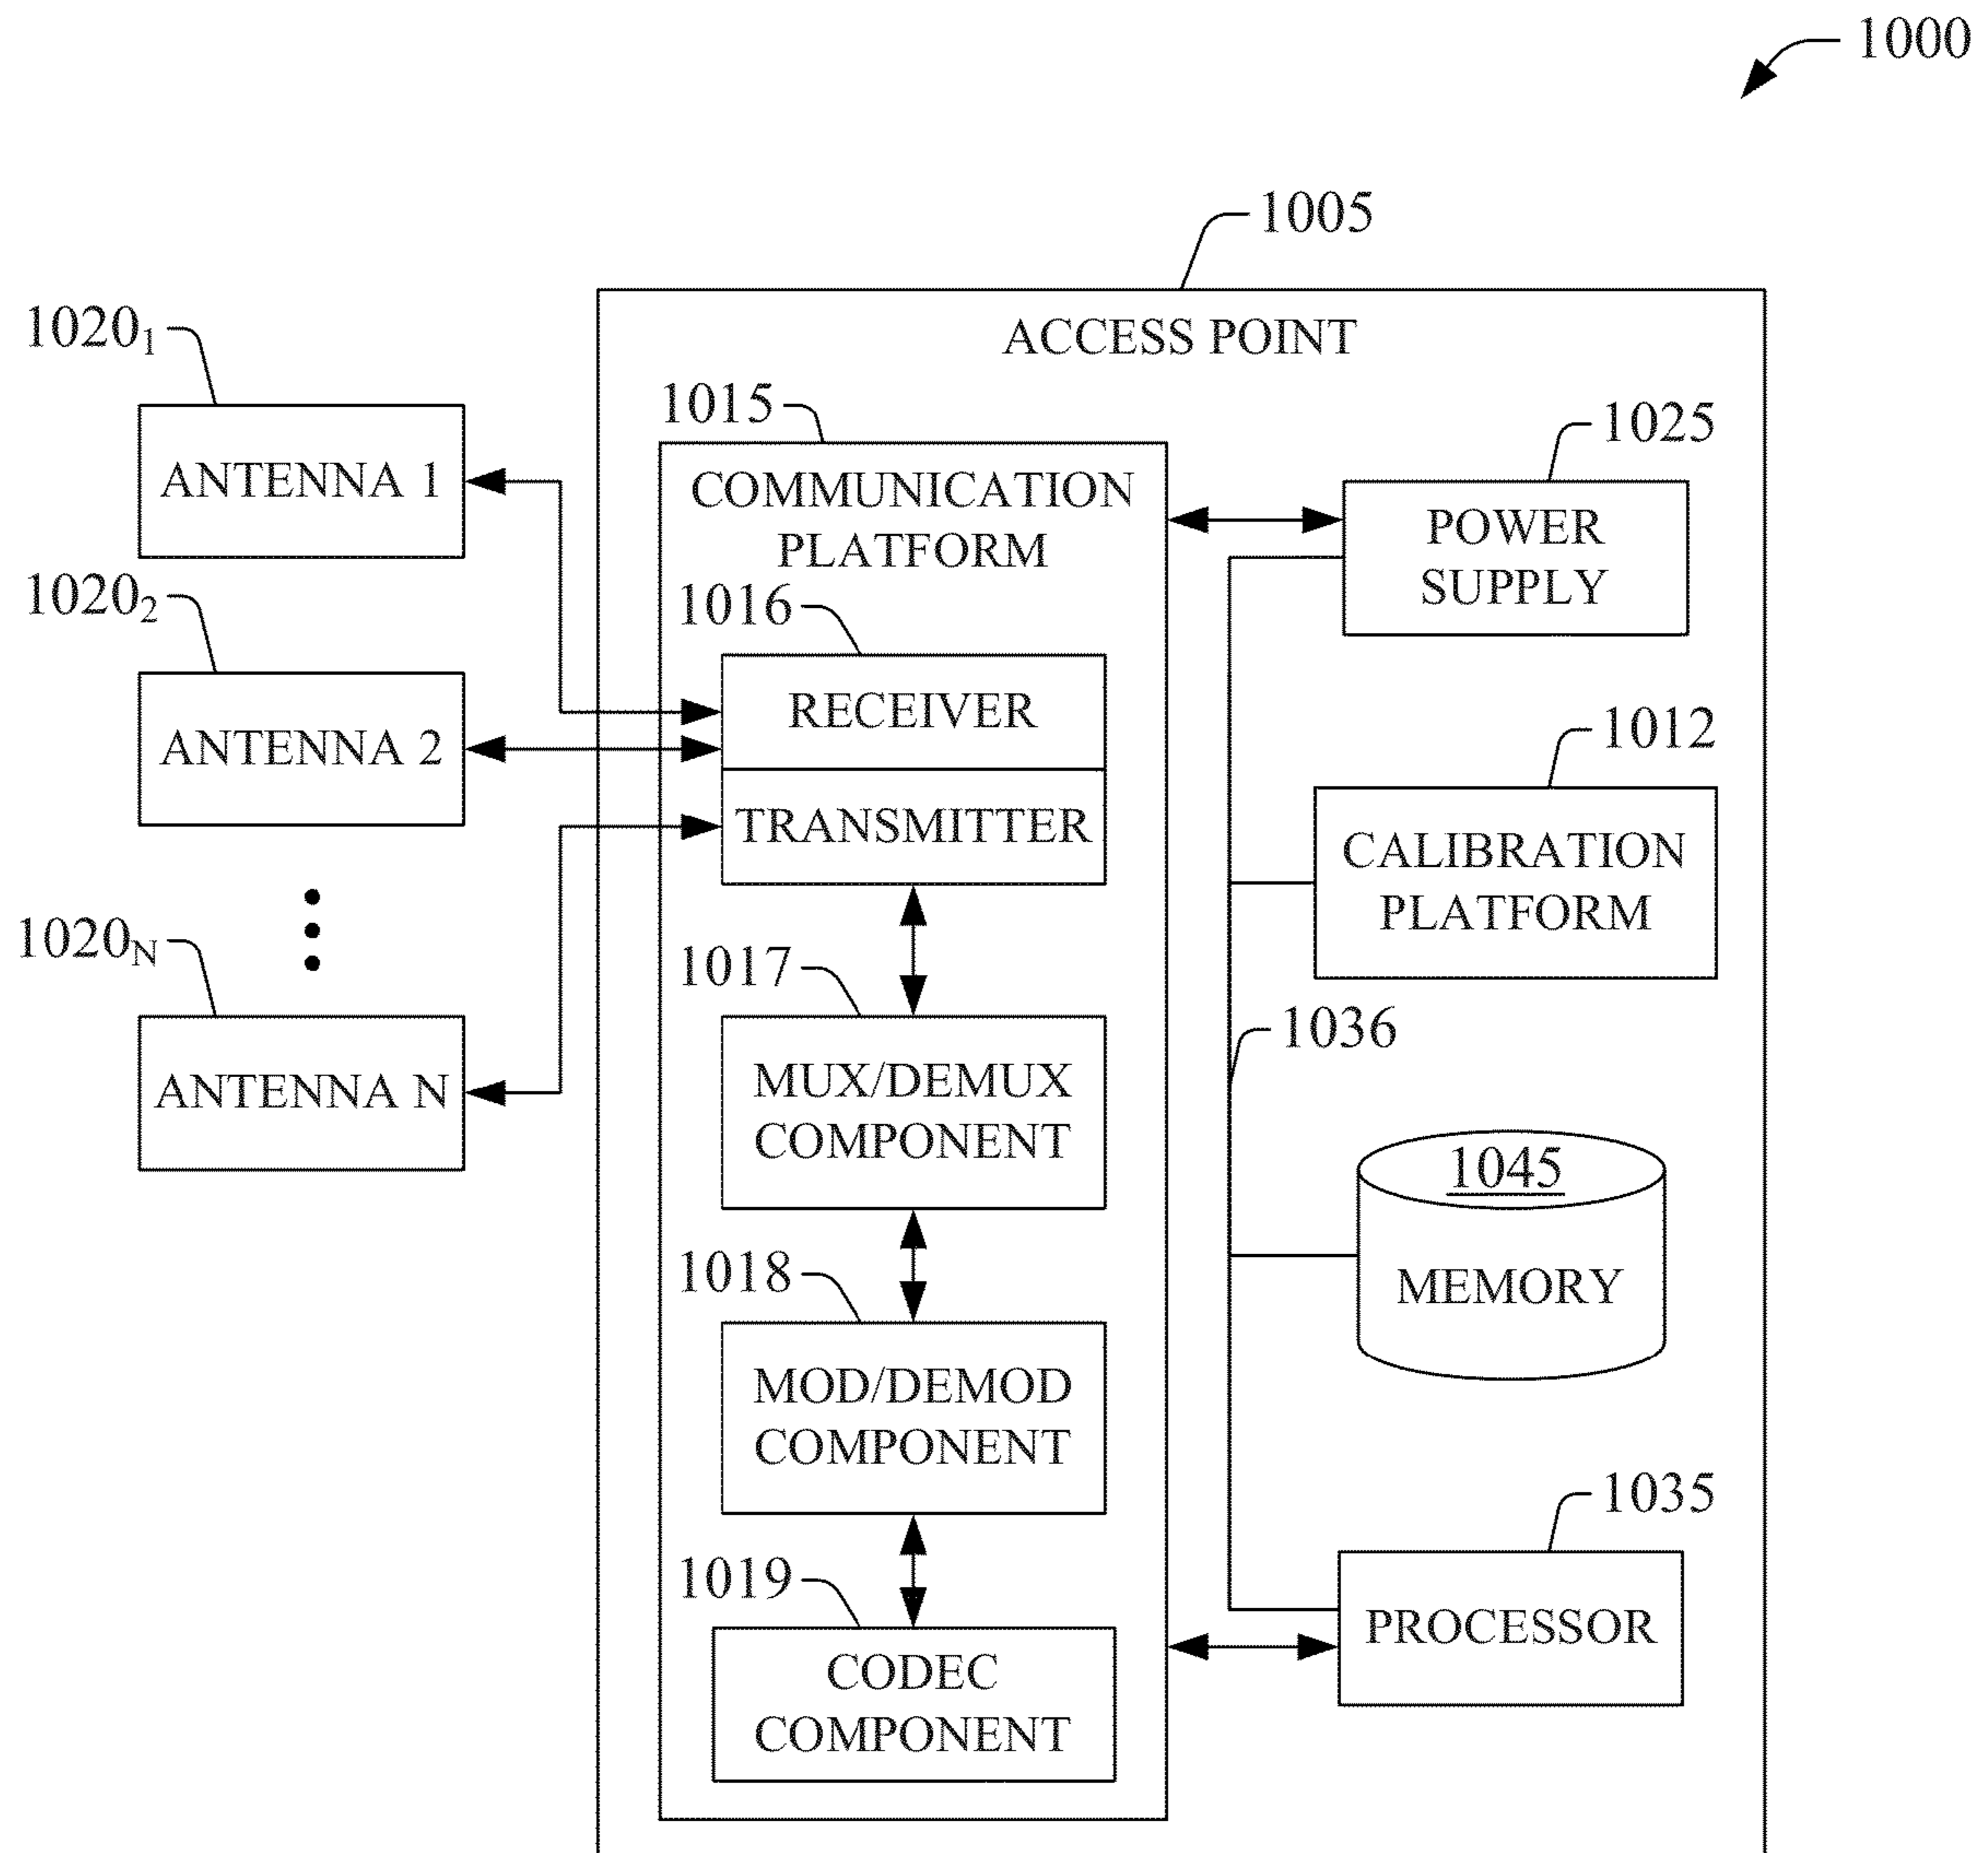 1000
1005
ACCESS POINT
1020₁
ANTENNA 1
1020₂
ANTENNA 2
1020N
ANTENNA N
1015
COMMUNICATION
PLATFORM
1016
RECEIVER
TRANSMITTER
1017
MUX/DEMUX
COMPONENT
1018
MOD/DEMOD
COMPONENT
1019
CODEC
COMPONENT
1025
POWER
SUPPLY
1012
CALIBRATION
PLATFORM
1036
1045
MEMORY
1035
PROCESSOR